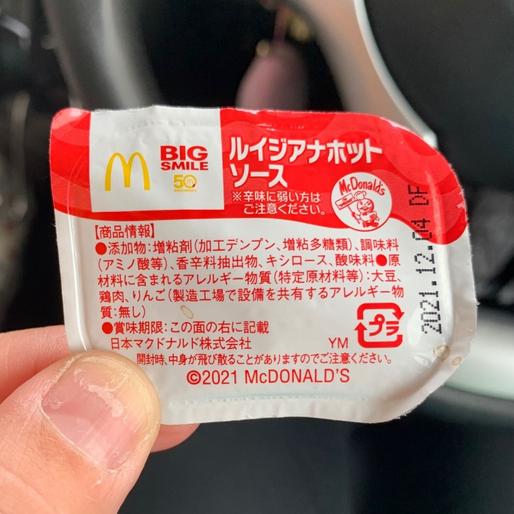 BIG
SMILE
50
ルイジアナホット
ソース
※辛味に弱い方は
ご注意ください。
McDonald's
【商品情報】
●添加物:増粘剤(加工デンプン、増粘多糖類)、調味料
(アミノ酸等)、香辛料抽出物、キシロース、酸味料●原
材料に含まれるアレルギー物質(特定原材料等):大豆、
鶏肉、りんご(製造工場で設備を共有するアレルギー物
質:無し)
●賞味期限:この面の右に記載
日本マクドナルド株式会社 YM
開封時、中身が飛び散ることがありますのでご注意ください。
©2021 McDONALD'S
プラ
2021.12.04 DF